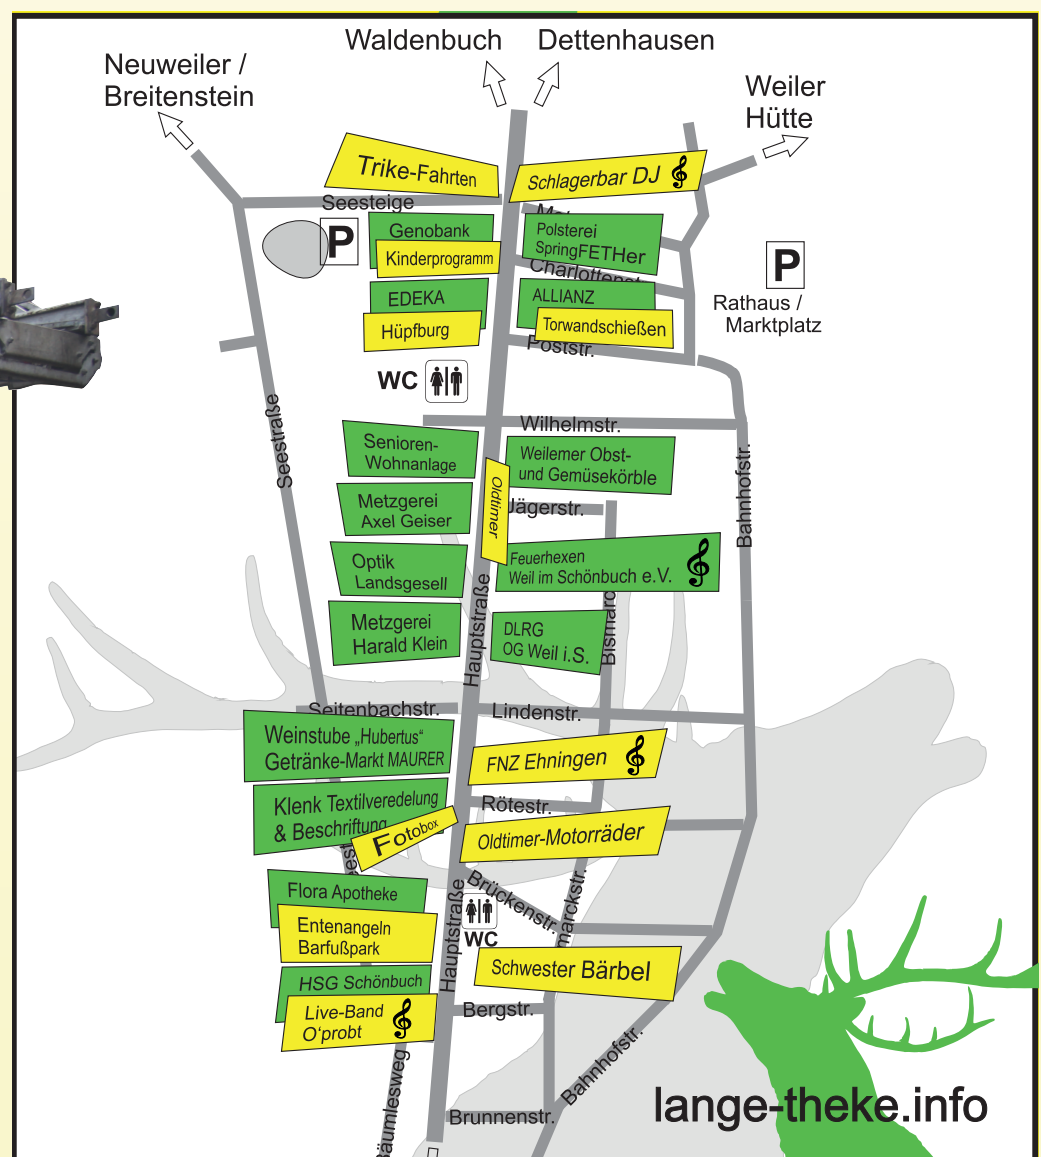 Waldenbuch
Dettenhausen
Neuweiler /
Breitenstein
Weiler
Hütte
Trike-Fahrten
Schlagerbar DJ
Seesteige
P
Genobank
Kinderprogramm
Polsterei
SpringFETHer
P
Rathaus /
Marktplatz
EDEKA
Hüpfburg
ALLIANZ
Torwandschießen
Poststr.
WC
Wilhelmstr.
Seestraße
Senioren-
Wohnanlage
Weilemer Obst-
und Gemüsekörble
Bahnhofstr.
Oldtimer
Metzgerei
Axel Geiser
Jägerstr.
Optik
Landsgesell
Feuerhexen
Weil im Schönbuch e.V.
Hauptstraße
Metzgerei
Harald Klein
DLRG
OG Weil i.S.
Seitenbachstr.
Lindenstr.
Weinstube „Hubertus“
Getränke-Markt MAURER
FNZ Ehningen
Klenk Textilveredelung
& Beschriftung
Fotobox
Rötestr.
Oldtimer-Motorräder
Flora Apotheke
Entenangeln
Barfußpark
Hauptstraße
Brückenstr.
WC
Schwester Bärbel
HSG Schönbuch
Live-Band
O‘probt
Bergstr.
Bahnhofstr.
Bäumlesweg
Brunnenstr.
lange-theke.info